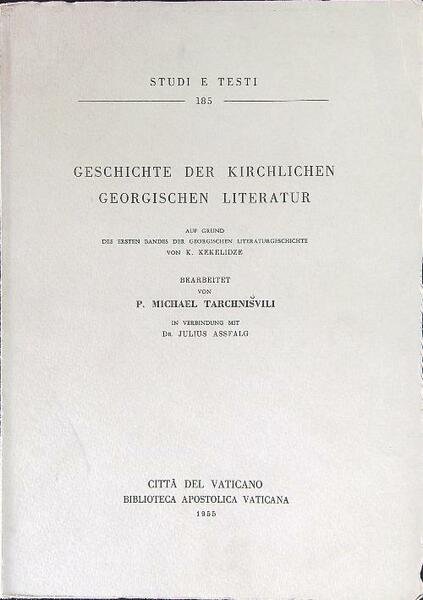 STUDI E TESTI
185
GESCHICHTE DER KIRCHLICHEN
GEORGISCHEN LITERATUR
AUF GRUND
DES ERSTEN BANDES DER GEORGISCHEN LITERATURGESCHICHTE
VON K. KEKELIDZE
BEARBEITET
VON
P. MICHAEL TARCHNIŠVILI
IN VERBINDUNG MIT
DR. JULIUS ASSFALG
CITTÀ DEL VATICANO
BIBLIOTECA APOSTOLICA VATICANA
1955